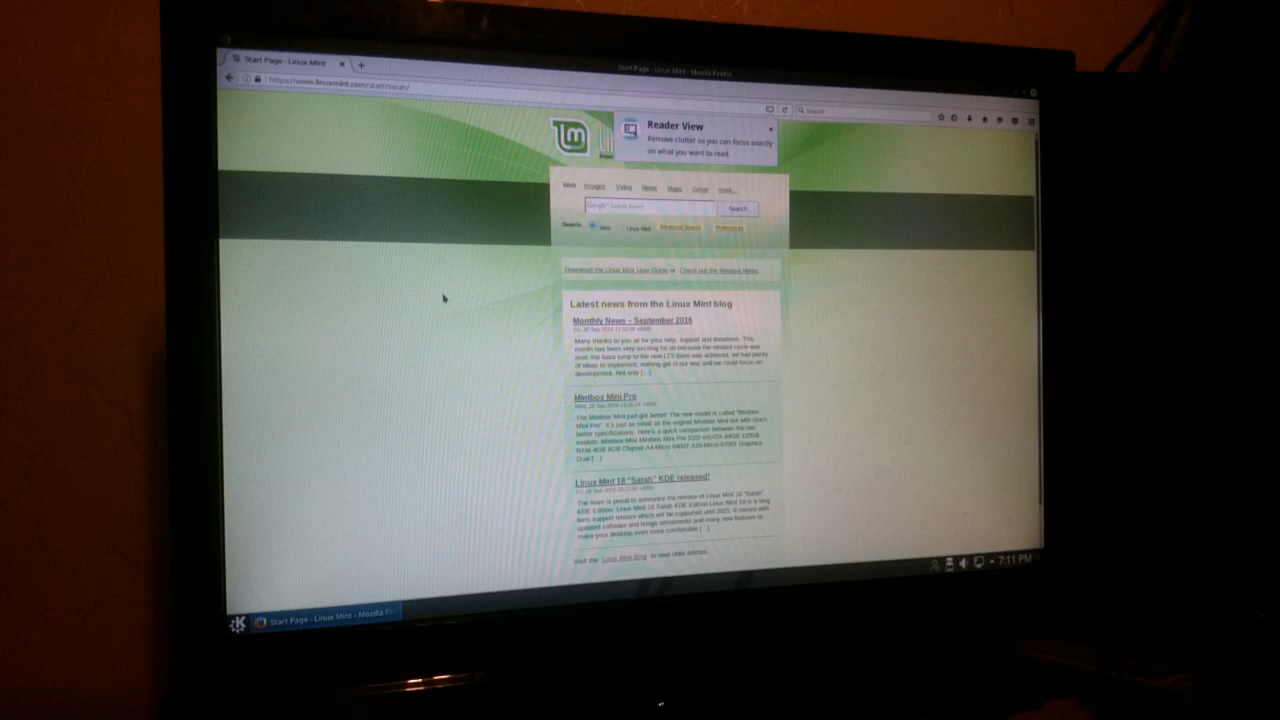 Start Page - Linux Mint - Mozilla Firefox
Start Page - Linux Mint
https://www.linuxmint.com/start/sarah/
Search
Reader View
Remove clutter so you can focus exactly
on what you want to read.
Web Images Video News Maps Gmail more...
Google Search
Search: Web Linux Mint Advanced Search Preferences
Download the Linux Mint User Guide or Check out the Release Notes
Latest news from the Linux Mint blog
Monthly News – September 2016
Many thanks to you all for your help, support and donations. This
month has been very exciting for us because the release cycle was
over, the base jump to the new LTS base was achieved, we had plenty
of ideas to implement, nothing got in our way and we could focus on
development. Not only [...]
Mintbox Mini Pro
The Mintbox Mini just got better! The new model is called "Mintbox
Mini Pro". It's just as small as the original Mintbox Mini but with much
better specifications. Here's a quick comparison between the two
models: Mintbox Mini Mintbox Mini Pro SSD mSATA 64GB 120GB
RAM 4GB 8GB Chipset A4-Micro 6400T A10-Micro 6700T Graphics
Dual [...]
Linux Mint 18 "Sarah" KDE released!
The team is proud to announce the release of Linux Mint 18 "Sarah"
KDE Edition. Linux Mint 18 Sarah KDE Edition Linux Mint 18 is a long
term support release which will be supported until 2021. It comes with
updated software and brings refinements and many new features to
make your desktop even more comfortable [...]
Visit the Linux Mint Blog to read older articles.
7:11 PM
Start Page - Linux Mint - Mozilla